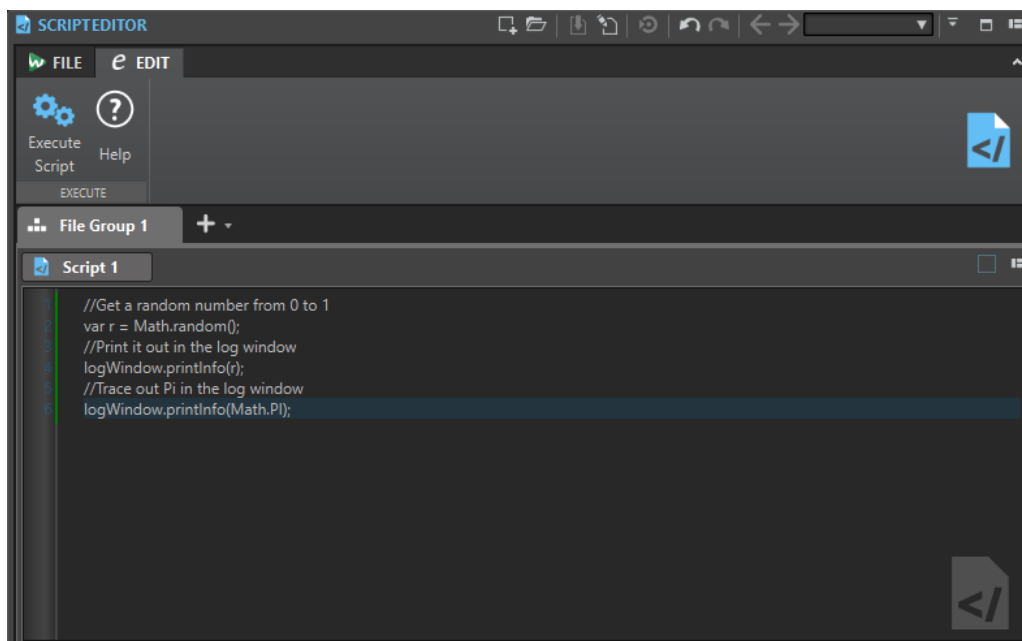 SCRIPTEDITOR
FILE
e EDIT
Execute
Script
Help
EXECUTE
File Group 1
Script 1
1 //Get a random number from 0 to 1
2 var r = Math.random();
3 //Print it out in the log window
4 logWindow.printInfo(r);
5 //Trace out Pi in the log window
6 logWindow.printInfo(Math.PI);